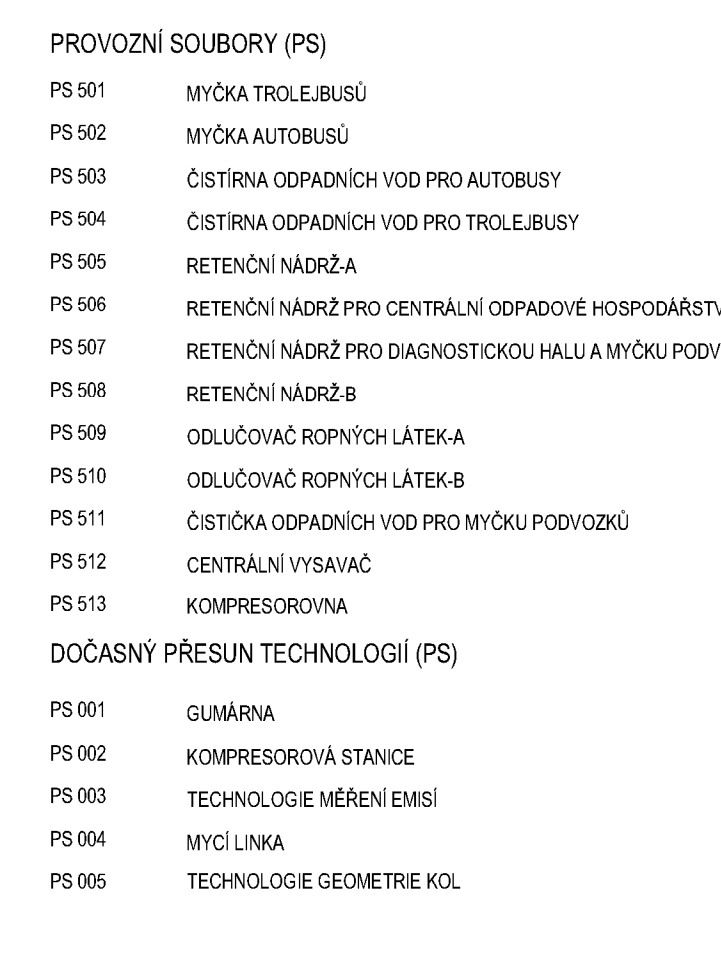 PROVOZNÍ SOUBORY (PS)
PS 501 MYČKA TROLEJBUSŮ
PS 502 MYČKA AUTOBUSŮ
PS 503 ČISTÍRNA ODPADNÍCH VOD PRO AUTOBUSY
PS 504 ČISTÍRNA ODPADNÍCH VOD PRO TROLEJBUSY
PS 505 RETENČNÍ NÁDRŽ-A
PS 506 RETENČNÍ NÁDRŽ PRO CENTRÁLNÍ ODPADOVÉ HOSPODÁŘSTV
PS 507 RETENČNÍ NÁDRŽ PRO DIAGNOSTICKOU HALU A MYČKU PODV
PS 508 RETENČNÍ NÁDRŽ-B
PS 509 ODLUČOVAČ ROPNÝCH LÁTEK-A
PS 510 ODLUČOVAČ ROPNÝCH LÁTEK-B
PS 511 ČISTIČKA ODPADNÍCH VOD PRO MYČKU PODVOZKŮ
PS 512 CENTRÁLNÍ VYSAVAČ
PS 513 KOMPRESOROVNA
DOČASNÝ PŘESUN TECHNOLOGIÍ (PS)
PS 001 GUMÁRNA
PS 002 KOMPRESOROVÁ STANICE
PS 003 TECHNOLOGIE MĚŘENÍ EMISÍ
PS 004 MYCÍ LINKA
PS 005 TECHNOLOGIE GEOMETRIE KOL